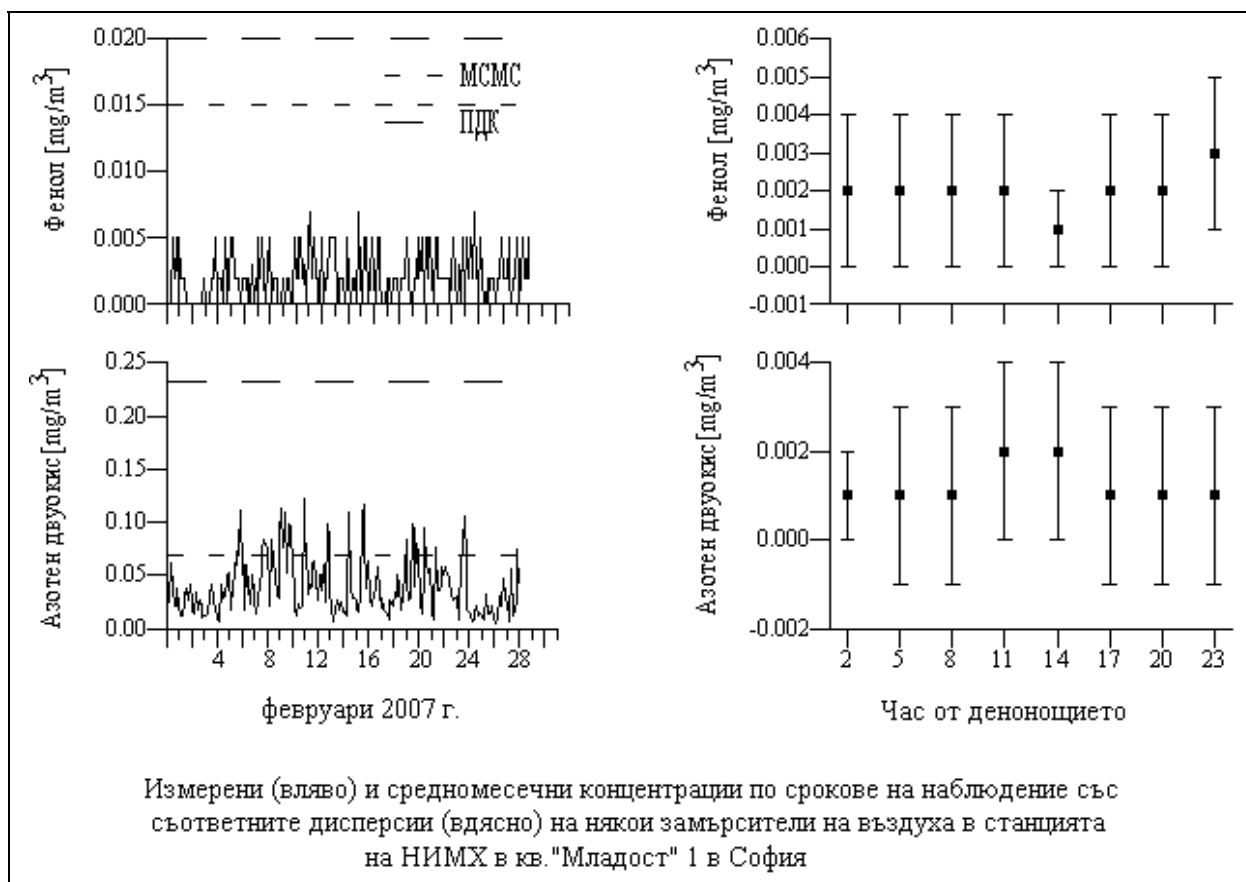 Фенол [mg/m³]
0.020
0.015
0.010
0.005
0.000
МСМС
ПДК
Фенол [mg/m³]
0.006
0.005
0.004
0.003
0.002
0.001
0.000
-0.001
Азотен двуокис [mg/m³]
0.25
0.20
0.15
0.10
0.05
0.00
4 8 12 16 20 24 28
февруари 2007 г.
Азотен двуокис [mg/m³]
0.004
0.002
0.000
-0.002
2 5 8 11 14 17 20 23
Час от денонощието
Измерени (вляво) и средномесечни концентрации по срокове на наблюдение със
съответните дисперсии (вдясно) на някои замърсители на въздуха в станцията
на НИМХ в кв."Младост" 1 в София